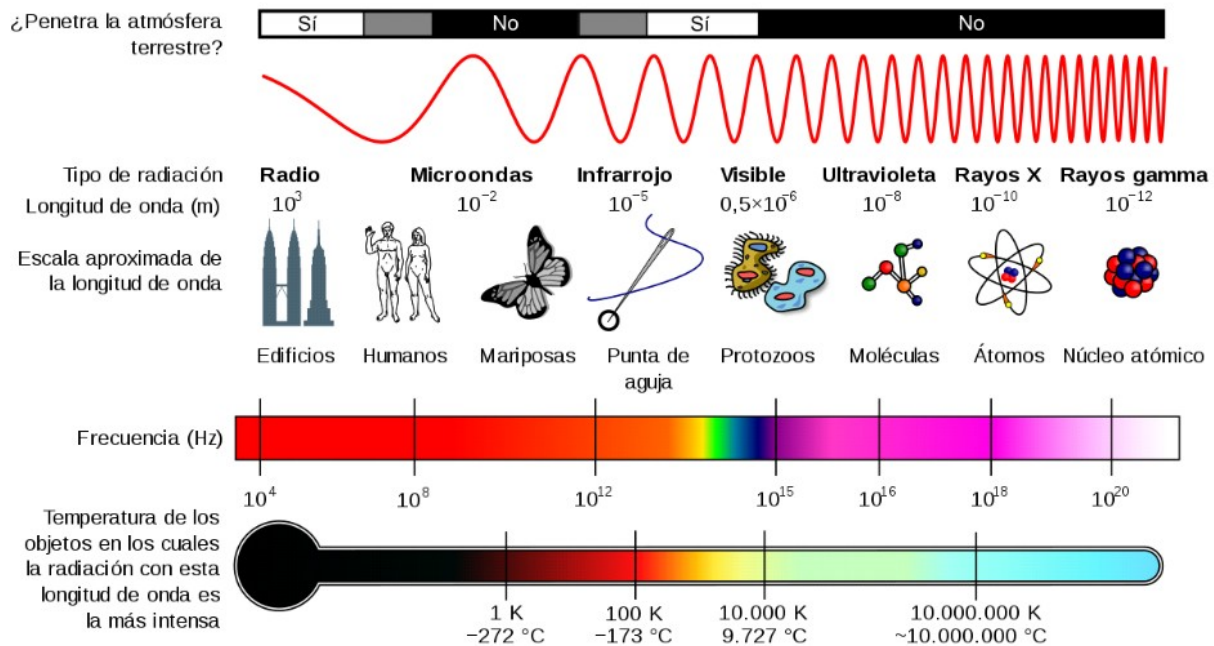 ¿Penetra la atmósfera
terrestre?
Sí No Sí No
Tipo de radiación
Radio Microondas Infrarrojo Visible Ultravioleta Rayos X Rayos gamma
Longitud de onda (m)
10³ 10⁻² 10⁻⁵ 0,5×10⁻⁶ 10⁻⁸ 10⁻¹⁰ 10⁻¹²
Escala aproximada de
la longitud de onda
Edificios Humanos Mariposas Punta de
aguja
Protozoos Moléculas Átomos Núcleo atómico
Frecuencia (Hz)
10⁴ 10⁸ 10¹² 10¹⁵ 10¹⁶ 10¹⁸ 10²⁰
Temperatura de los
objetos en los cuales
la radiación con esta
longitud de onda es
la más intensa
1 K 100 K 10.000 K 10.000.000 K
−272 °C −173 °C 9.727 °C ~10.000.000 °C